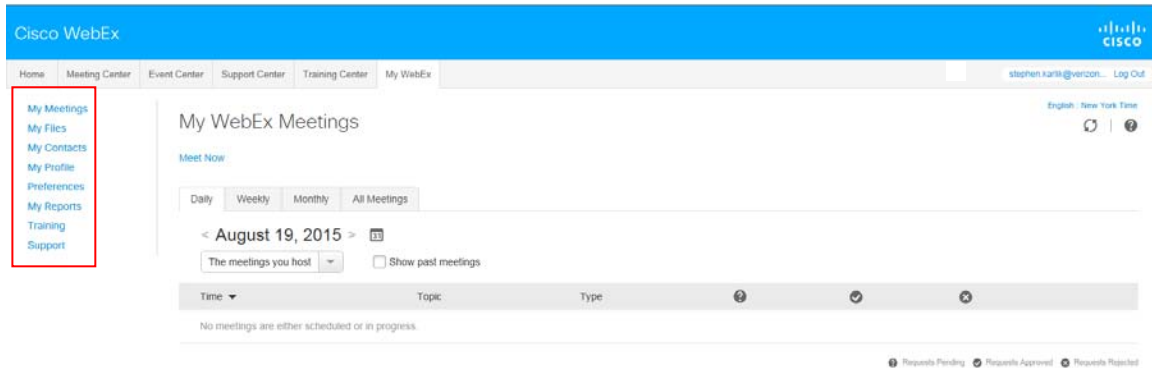 Cisco WebEx
CISCO
Home Meeting Center Event Center Support Center Training Center My WebEx stephen.karlik@verizon... Log Out
My Meetings
My Files
My Contacts
My Profile
Preferences
My Reports
Training
Support
English : New York Time
My WebEx Meetings
Meet Now
Daily Weekly Monthly All Meetings
< August 19, 2015 > 31
The meetings you host Show past meetings
Time Topic Type
No meetings are either scheduled or in progress.
Requests Pending Requests Approved Requests Rejected